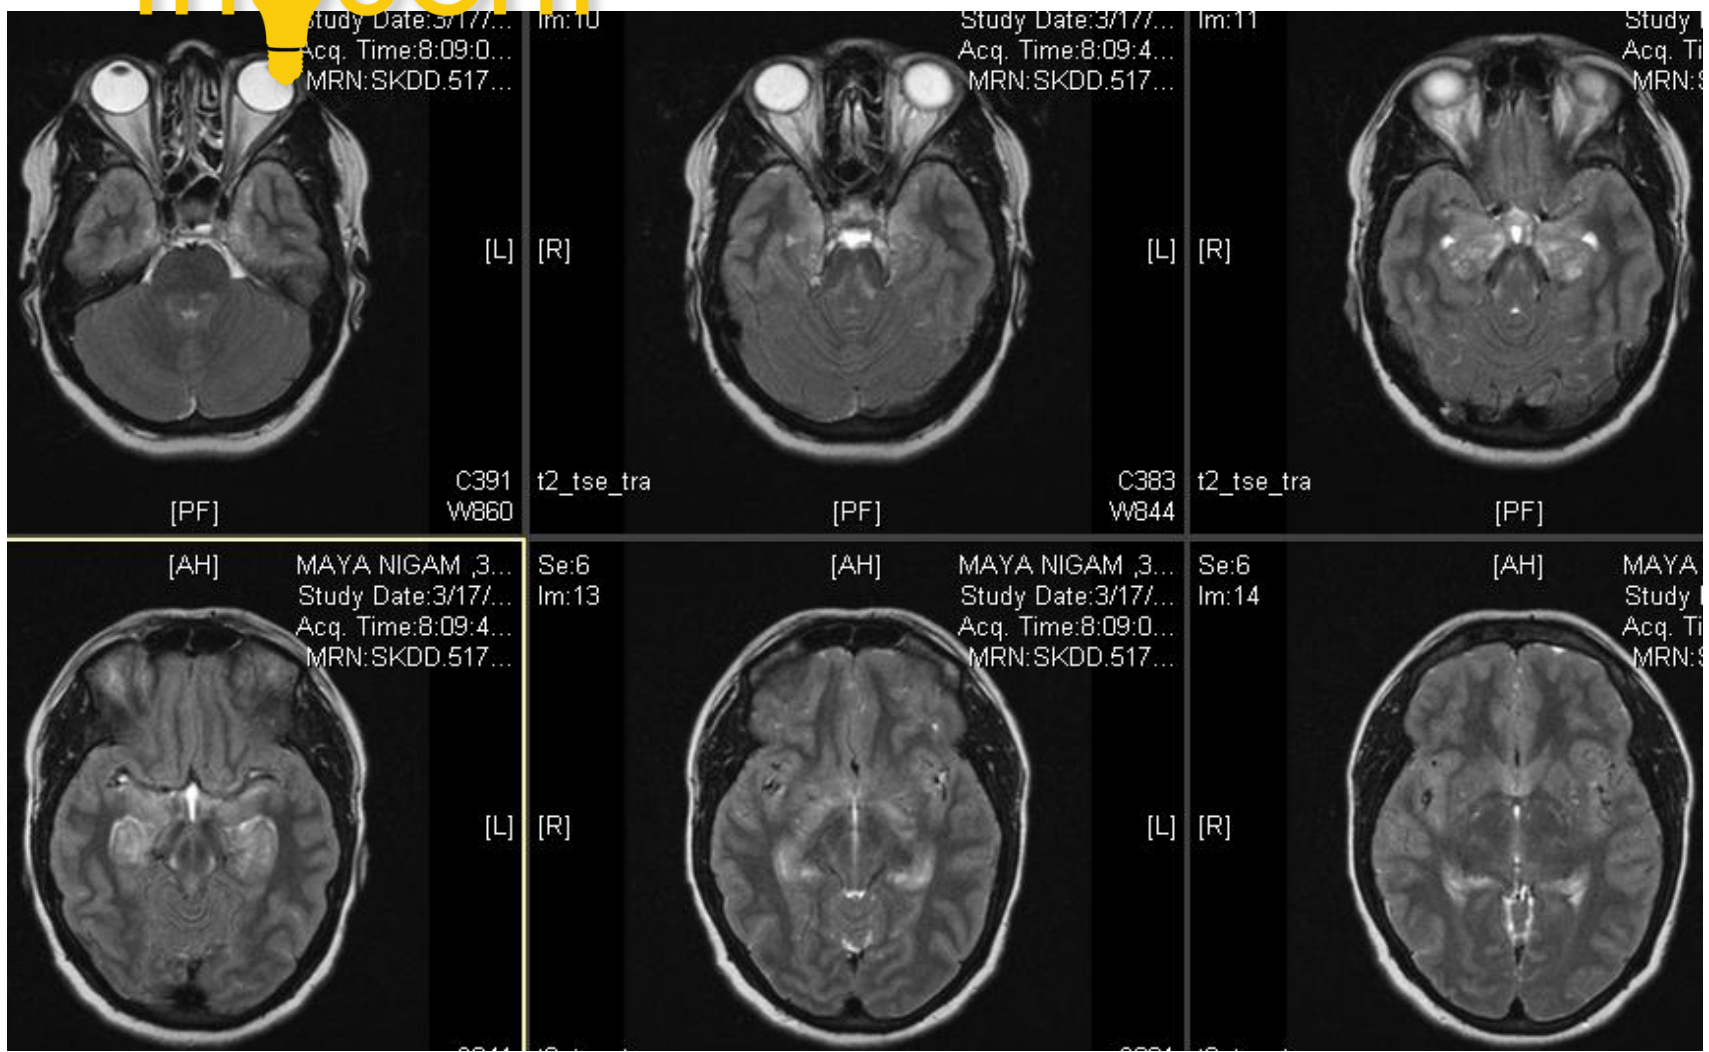 Study Date:3/17/...
Acq. Time:8:09:0...
MRN:SKDD.517...
[L]
C391
W860
[PF]
Im:10
Study Date:3/17/...
Acq. Time:8:09:4...
MRN:SKDD.517...
[R]
[L]
t2_tse_tra
C383
W844
[PF]
Im:11
Study
Acq. Ti
MRN:S
[R]
t2_tse_tra
[PF]
[AH]
MAYA NIGAM ,3...
Study Date:3/17/...
Acq. Time:8:09:4...
MRN:SKDD.517...
[L]
Se:6
Im:13
[AH]
MAYA NIGAM ,3...
Study Date:3/17/...
Acq. Time:8:09:0...
MRN:SKDD.517...
[R]
[L]
Se:6
Im:14
[AH]
MAYA
Study
Acq. Ti
MRN:S
[R]